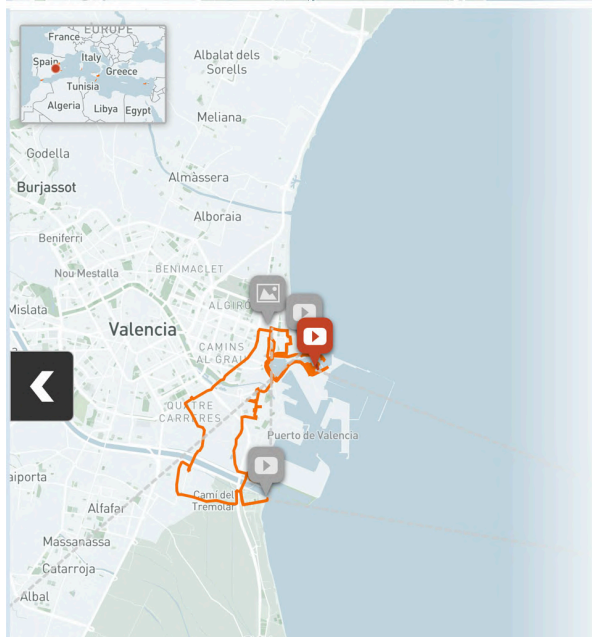 EUROPE
France
Spain
Italy
Greece
Tunisia
Algeria
Libya
Egypt
Albalat dels
Sorells
Meliana
Godella
Burjassot
Almàssera
Alboraia
Beniferri
BENIMACLET
Nou Mestalla
Mislata
ALGIRO
Valencia
CAMINS
AL GRAU
QUATRE
CARRERES
Puerto de Valencia
aiporta
Camí del
Tremolar
Alfafar
Massanassa
Catarroja
Albal